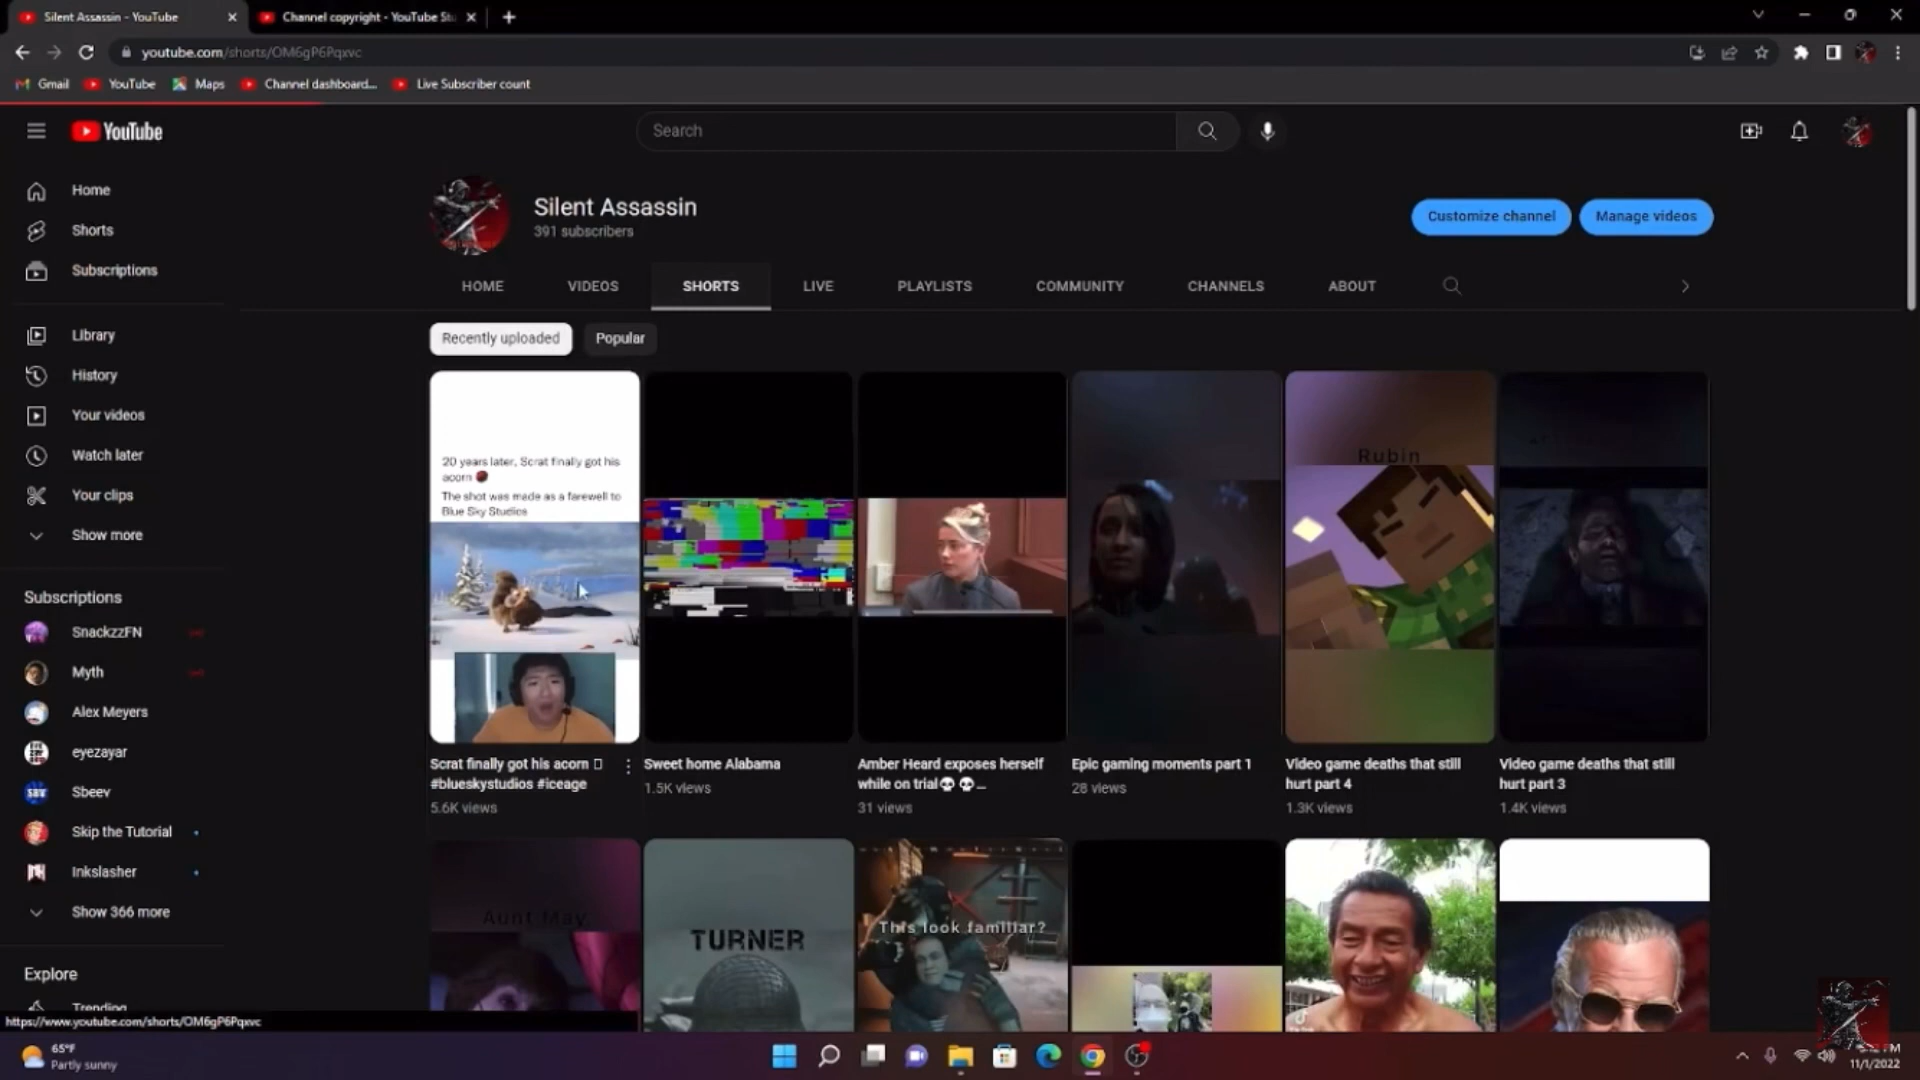 Silent Assassin - YouTube
Channel copyright - YouTube Stu
youtube.com/shorts/OM6gP6Pqxvc
Gmail
YouTube
Maps
Channel dashboard...
Live Subscriber count
YouTube
Search
Home
Shorts
Subscriptions
Library
History
Your videos
Watch later
Your clips
Show more
Subscriptions
SnackzzFN
Myth
Alex Meyers
eyezayar
Sbeev
Skip the Tutorial
Inkslasher
Show 366 more
Explore
Trending
Silent Assassin
391 subscribers
Customize channel
Manage videos
HOME
VIDEOS
SHORTS
LIVE
PLAYLISTS
COMMUNITY
CHANNELS
ABOUT
Recently uploaded
Popular
20 years later, Scrat finally got his
acorn
The shot was made as a farewell to
Blue Sky Studios
Rubin
Scrat finally got his acorn
#blueskystudios #iceage
5.6K views
Sweet home Alabama
1.5K views
Amber Heard exposes herself
while on trial💀💀...
31 views
Epic gaming moments part 1
28 views
Video game deaths that still
hurt part 4
1.3K views
Video game deaths that still
hurt part 3
1.4K views
Aunt May
TURNER
This look familiar?
https://www.youtube.com/shorts/OM6gP6Pqxvc
65°F
Partly sunny
PM
11/1/2022